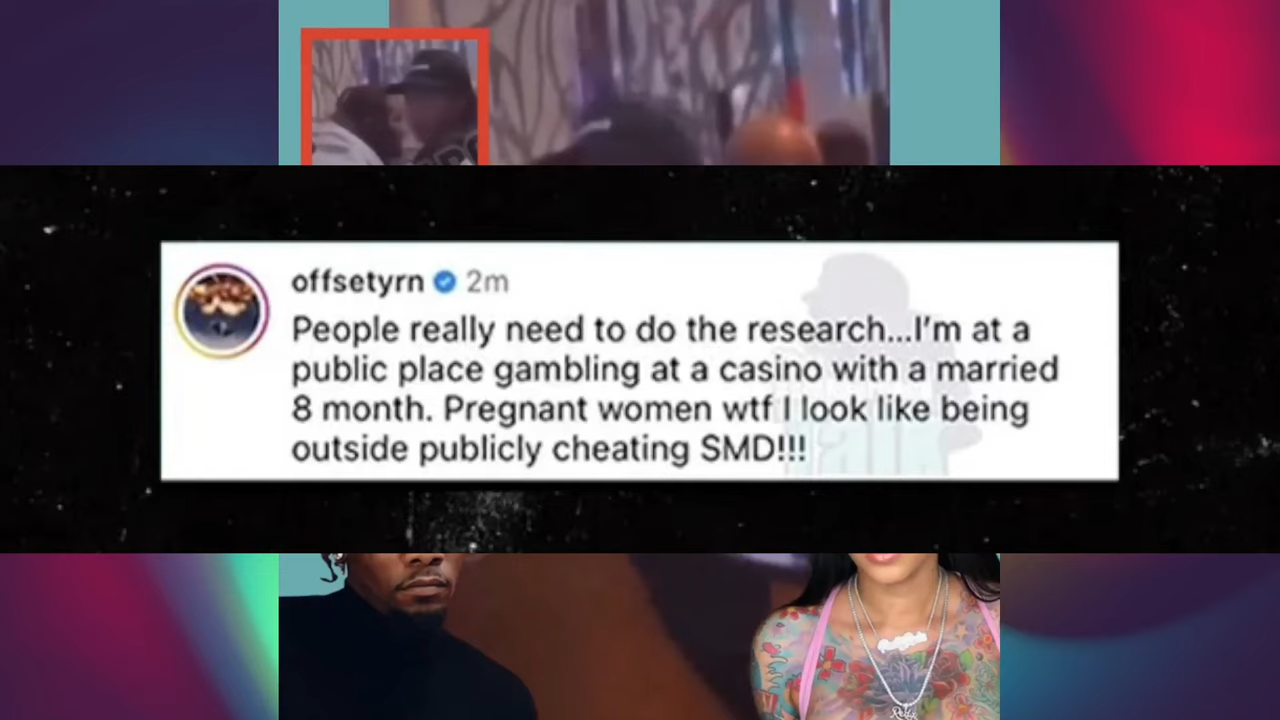 offsetyrn 2m
People really need to do the research...I'm at a
public place gambling at a casino with a married
8 month. Pregnant women wtf I look like being
outside publicly cheating SMD!!!